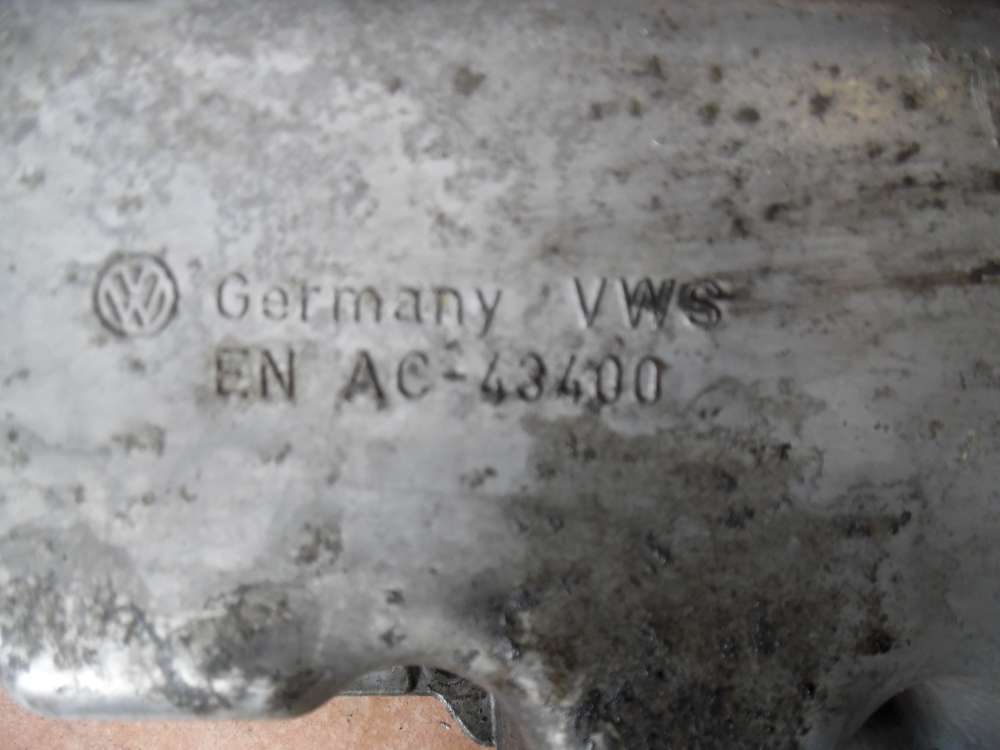 Germany VWS
EN AC-43400